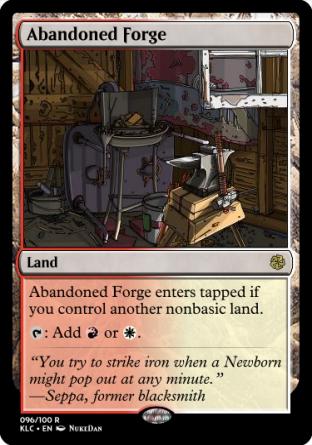 Abandoned Forge
Land
Abandoned Forge enters tapped if
you control another nonbasic land.
: Add or .
"You try to strike iron when a Newborn
might pop out at any minute."
—Seppa, former blacksmith
096/100 R
KLC • EN NukeDan